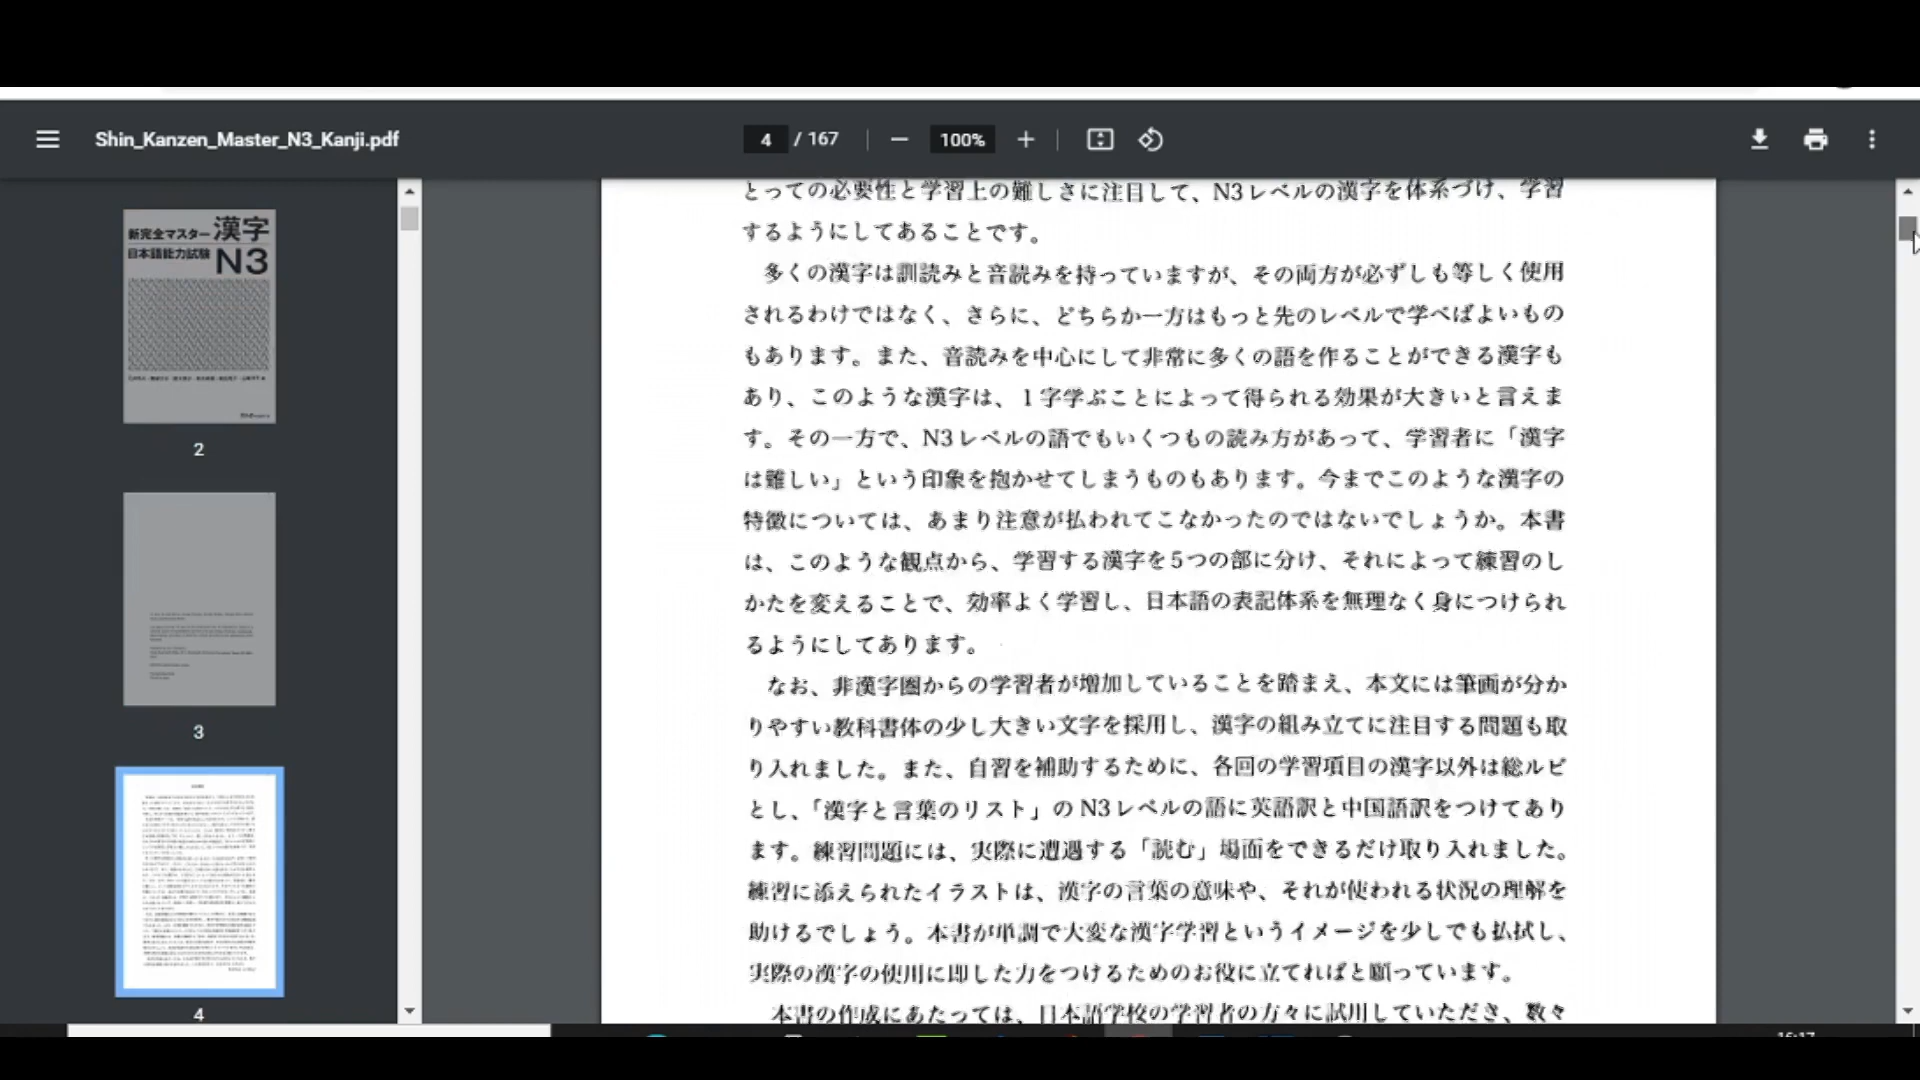 Shin_Kanzen_Master_N3_Kanji.pdf
4 / 167
100%
新完全マスター 漢字
日本語能力試験 N3
2
3
4
とっての必要性と学習上の難しさに注目して、N3レベルの漢字を体系づけ、学習
するようにしてあることです。
多くの漢字は訓読みと音読みを持っていますが、その両方が必ずしも等しく使用
されるわけではなく、さらに、どちらか一方はもっと先のレベルで学べばよいもの
もあります。また、音読みを中心にして非常に多くの語を作ることができる漢字も
あり、このような漢字は、1字学ぶことによって得られる効果が大きいと言えま
す。その一方で、N3レベルの語でもいくつもの読み方があって、学習者に「漢字
は難しい」という印象を抱かせてしまうものもあります。今までこのような漢字の
特徴については、あまり注意が払われてこなかったのではないでしょうか。本書
は、このような観点から、学習する漢字を5つの部に分け、それによって練習のし
かたを変えることで、効率よく学習し、日本語の表記体系を無理なく身につけられ
るようにしてあります。
なお、非漢字圏からの学習者が増加していることを踏まえ、本文には筆画が分か
りやすい教科書体の少し大きい文字を採用し、漢字の組み立てに注目する問題も取
り入れました。また、自習を補助するために、各回の学習項目の漢字以外は総ルビ
とし、「漢字と言葉のリスト」のN3レベルの語に英語訳と中国語訳をつけてあり
ます。練習問題には、実際に遭遇する「読む」場面をできるだけ取り入れました。
練習に添えられたイラストは、漢字の言葉の意味や、それが使われる状況の理解を
助けるでしょう。本書が単調で大変な漢字学習というイメージを少しでも払拭し、
実際の漢字の使用に即した力をつけるためのお役に立てればと願っています。
本書の作成にあたっては、日本語学校の学習者の方々に試用していただき、数々